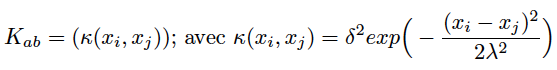 K_{ab} = (κ(x_i, x_j)); avec κ(x_i, x_j) = δ^2 exp( − (x_i − x_j)^2 / 2λ^2 )